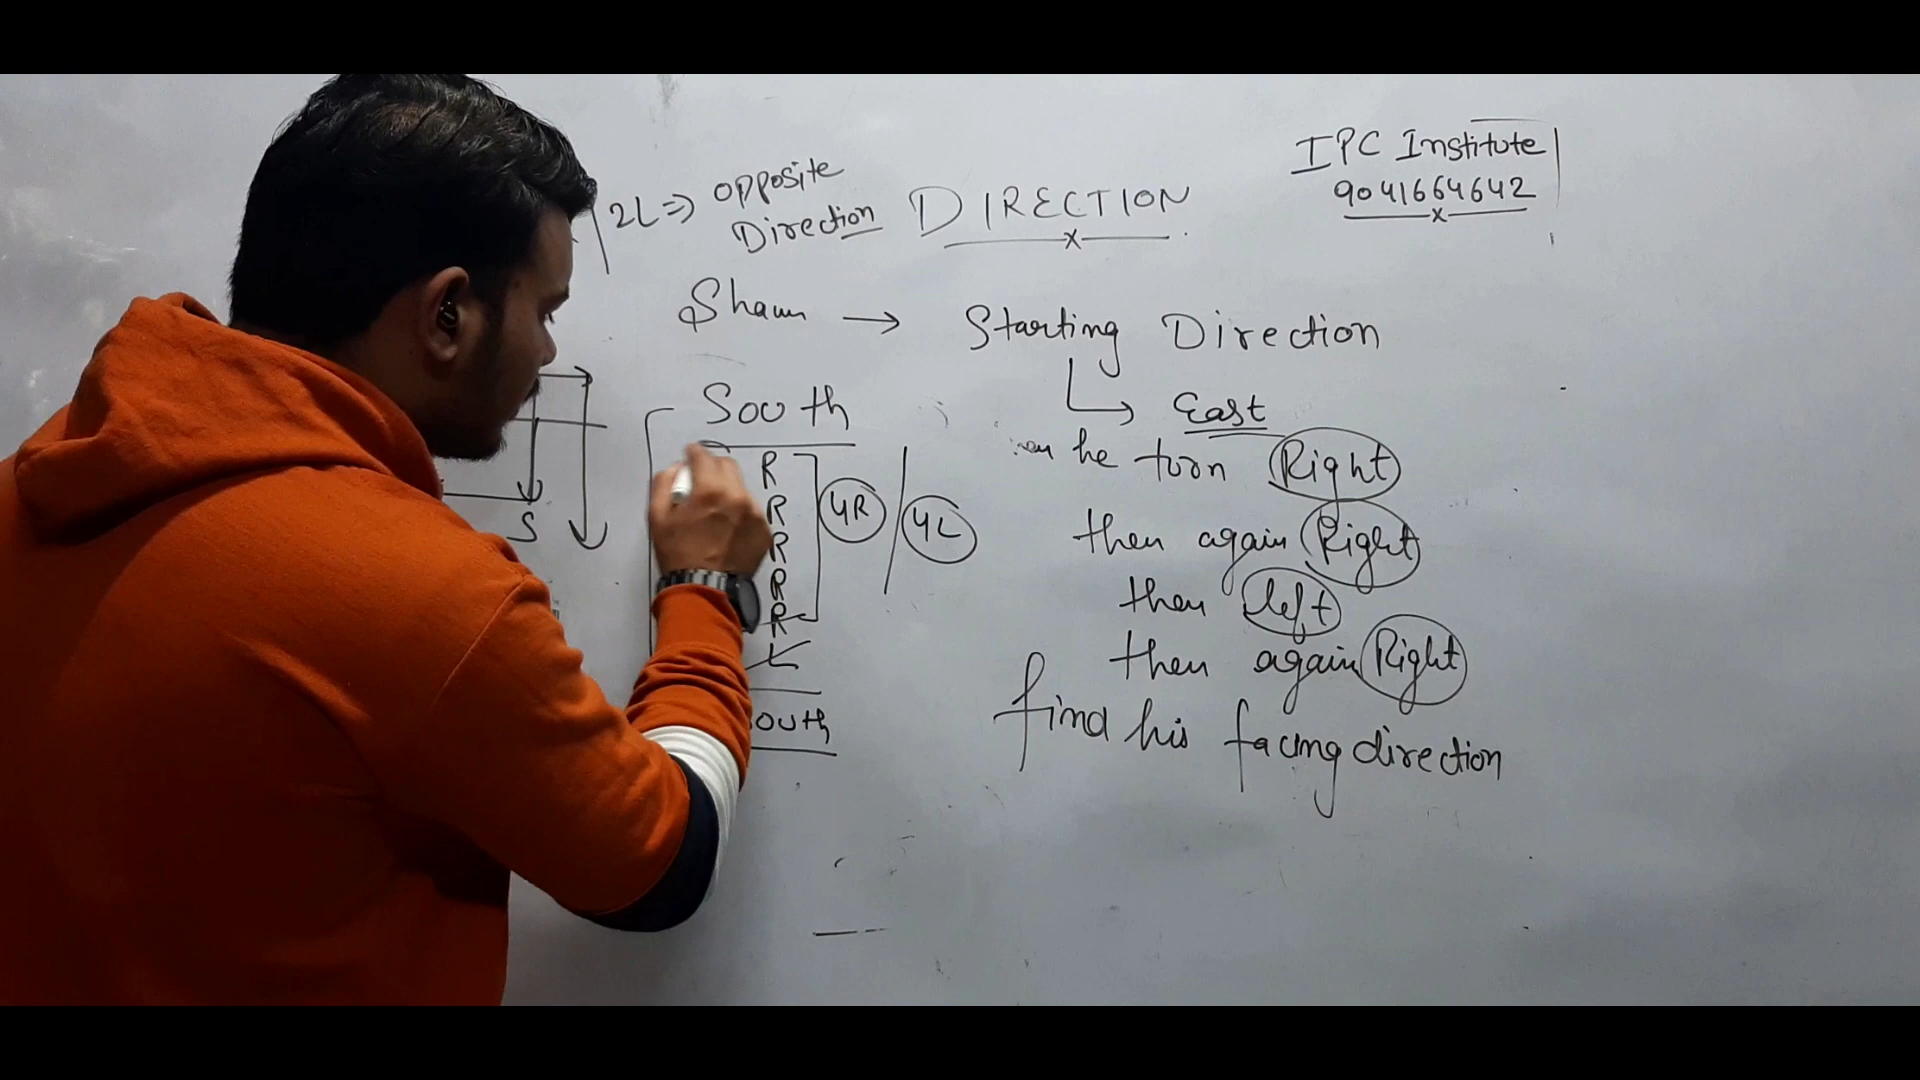 IPC Institute
9041664642
2L => opposite
Direction
DIRECTION
Sham → Starting Direction
East
he turn Right
then again Right
then left
then again Right
find his facing direction
South
R
R
R
R
R
L
4R / 4L
outh
S